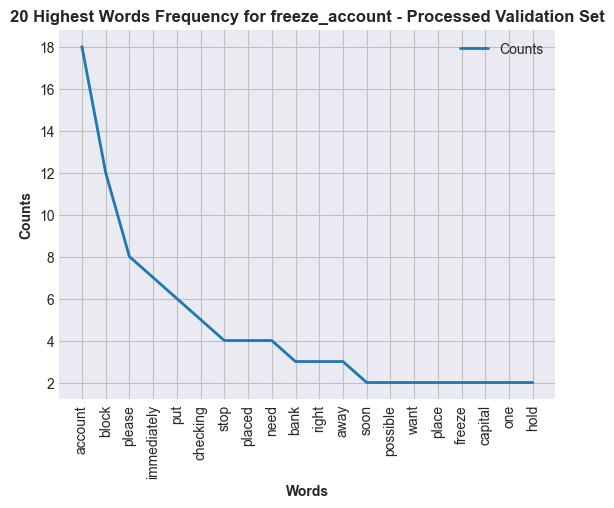 20 Highest Words Frequency for freeze_account - Processed Validation Set
Counts
18
16
14
12
10
8
6
4
2
Counts
account
block
please
immediately
put
checking
stop
placed
need
bank
right
away
soon
possible
want
place
freeze
capital
one
hold
Words